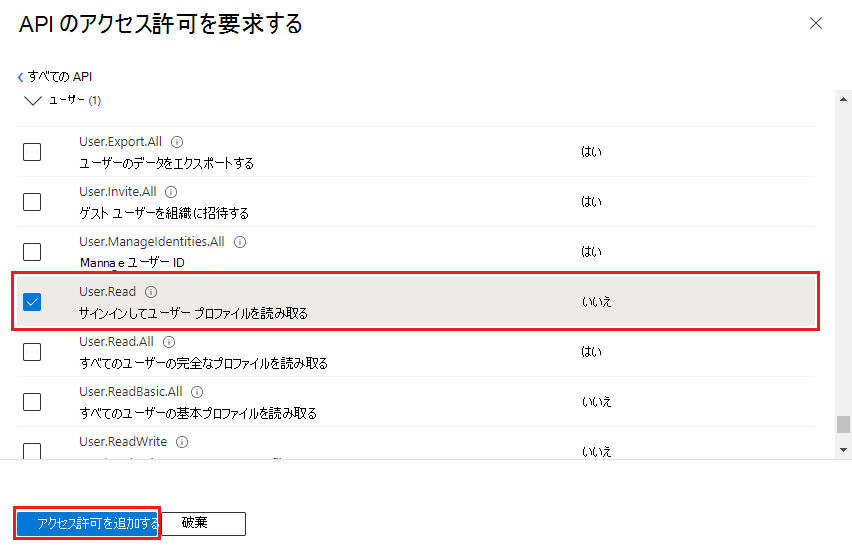 API のアクセス許可を要求する
すべての API
ユーザー (1)
User.Export.All
ユーザーのデータをエクスポートする
はい
User.Invite.All
ゲスト ユーザーを組織に招待する
はい
User.ManageIdentities.All
Mannage ユーザー ID
はい
User.Read
サインインしてユーザー プロファイルを読み取る
いいえ
User.Read.All
すべてのユーザーの完全なプロファイルを読み取る
はい
User.ReadBasic.All
すべてのユーザーの基本プロファイルを読み取る
いいえ
User.ReadWrite
いいえ
アクセス許可を追加する
破棄